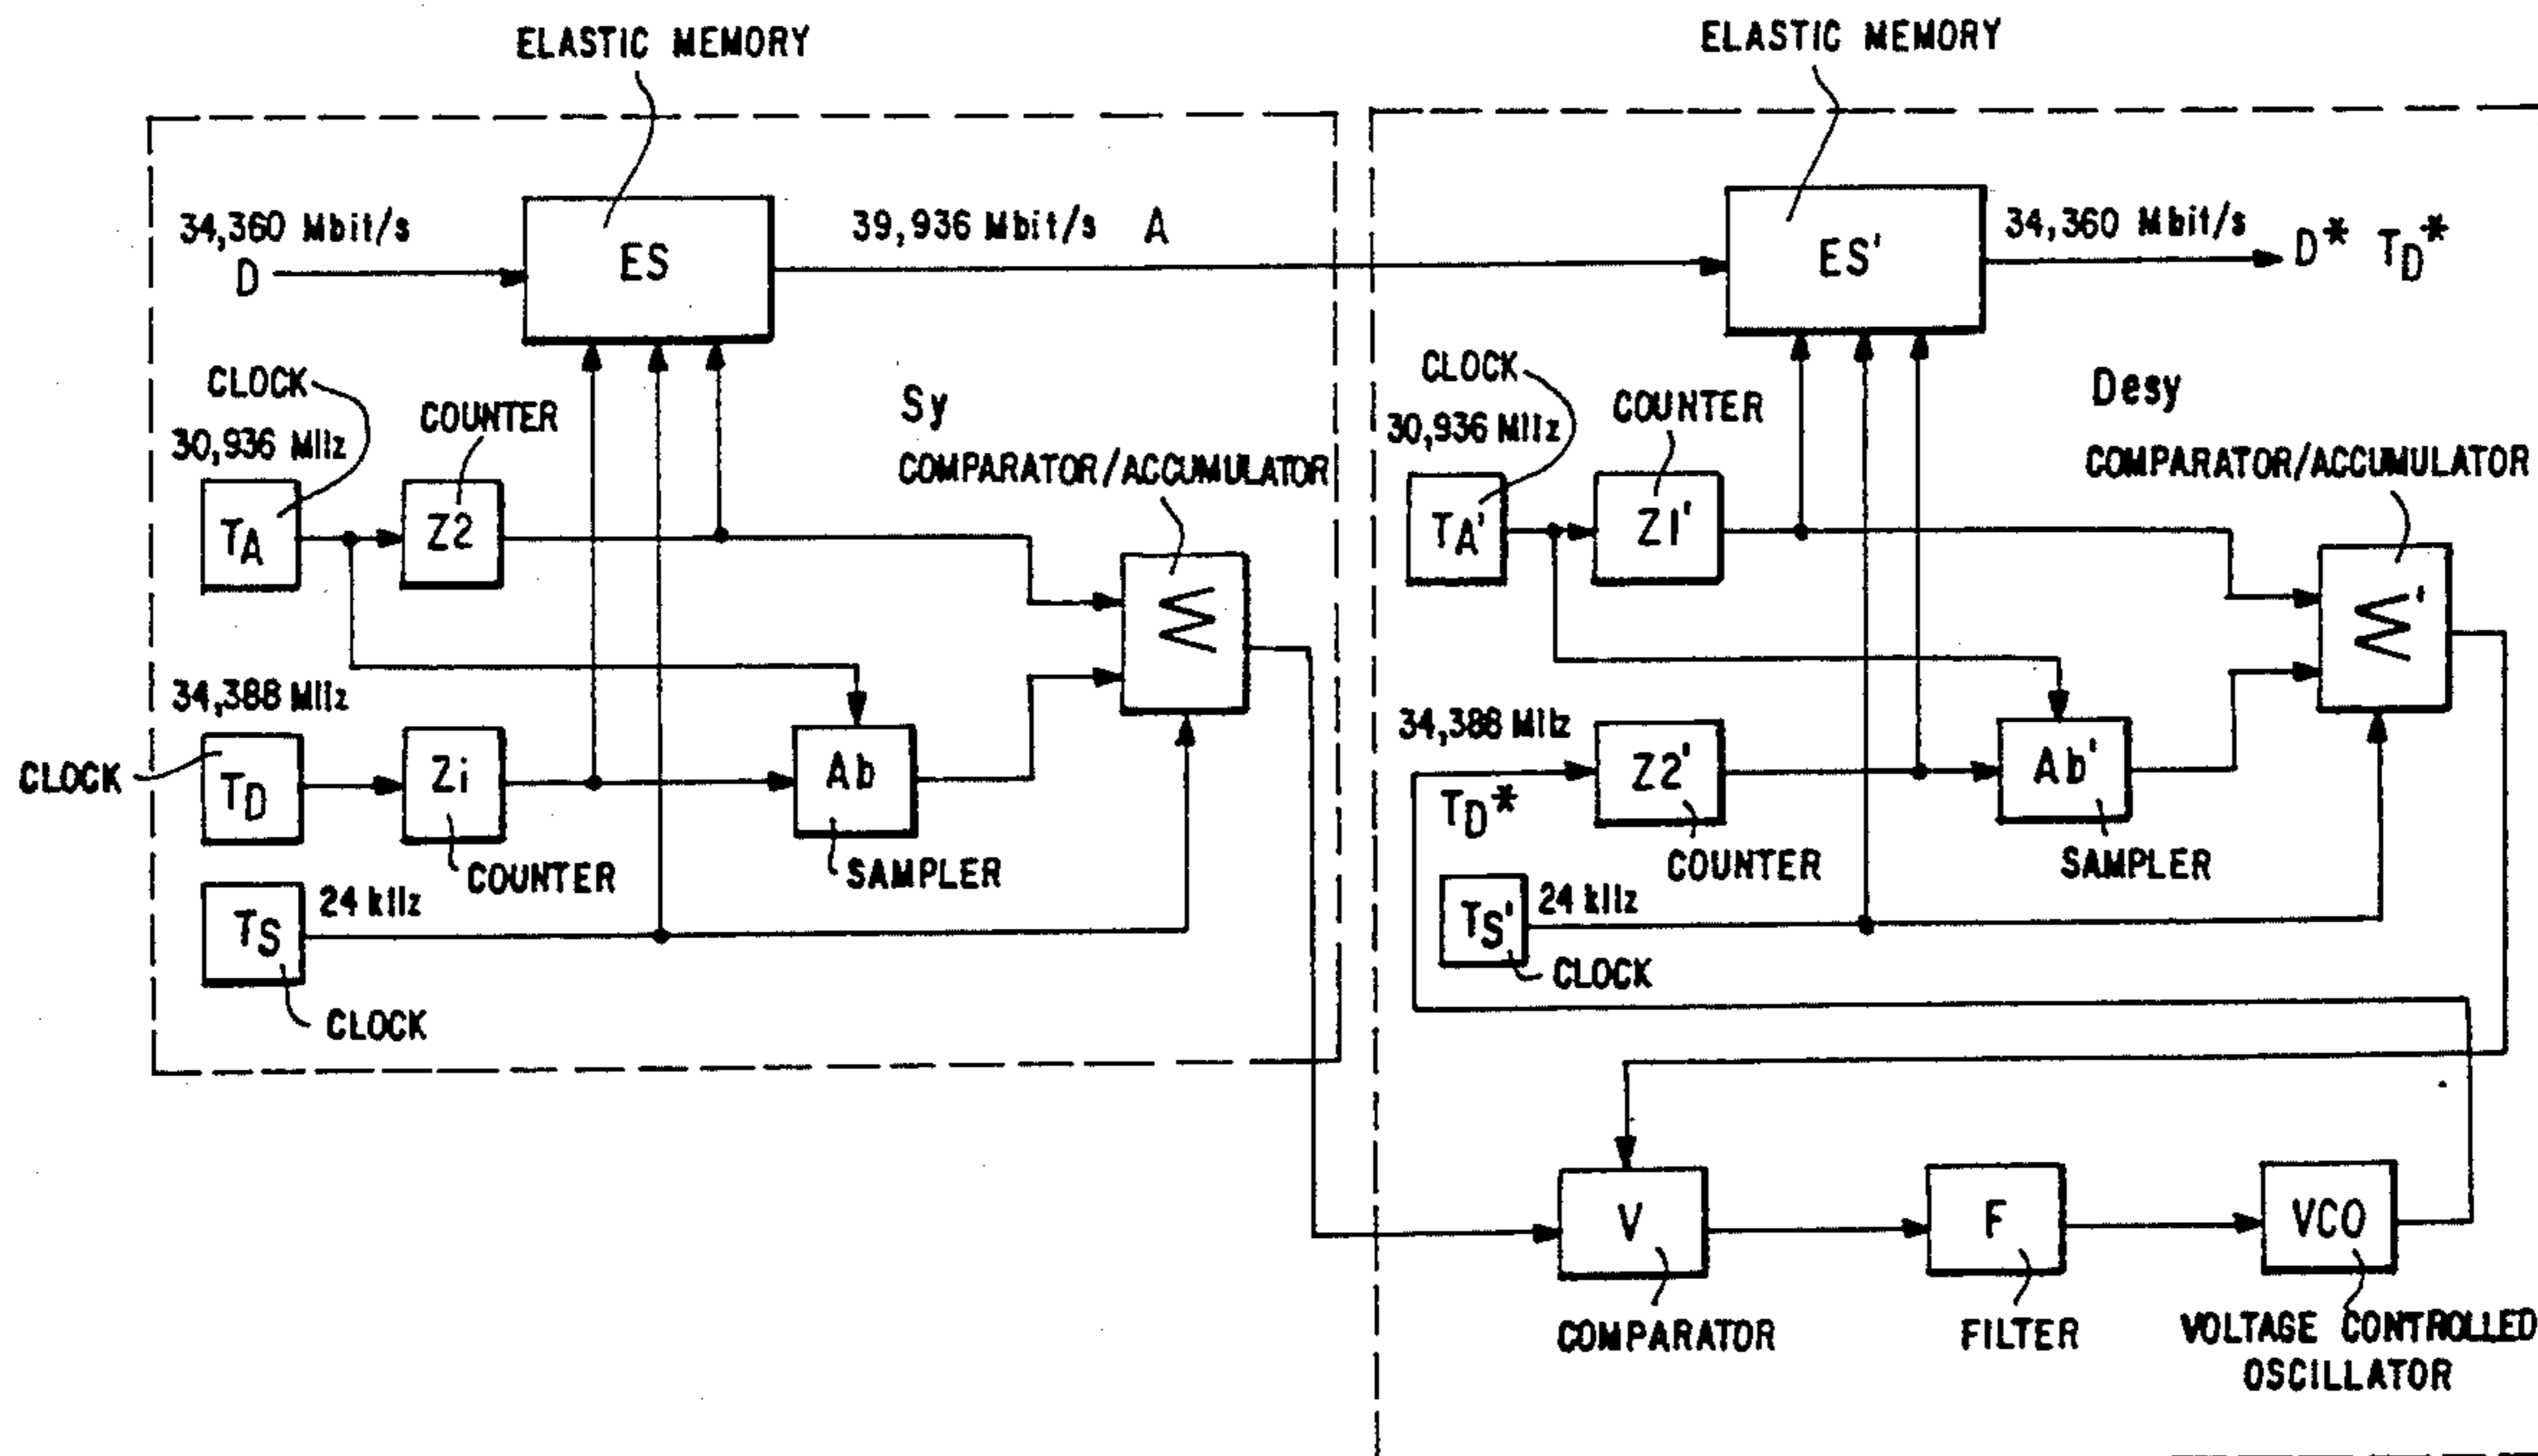 ELASTIC MEMORY
34,360 Mbit/s
D
ES
39,936 Mbit/s A
CLOCK
30,936 MHz
TA
COUNTER
Z2
Sy
COMPARATOR/ACCUMULATOR
Σ
34,388 MHz
CLOCK
TD
Zi
COUNTER
Ab
SAMPLER
TS
24 kHz
CLOCK
ELASTIC MEMORY
ES'
34,360 Mbit/s
D* TD*
CLOCK
30,936 MHz
TA'
COUNTER
Z1'
Desy
COMPARATOR/ACCUMULATOR
Σ'
34,388 MHz
TD*
Z2'
COUNTER
Ab'
SAMPLER
TS'
24 kHz
CLOCK
V
COMPARATOR
F
FILTER
VCO
VOLTAGE CONTROLLED
OSCILLATOR